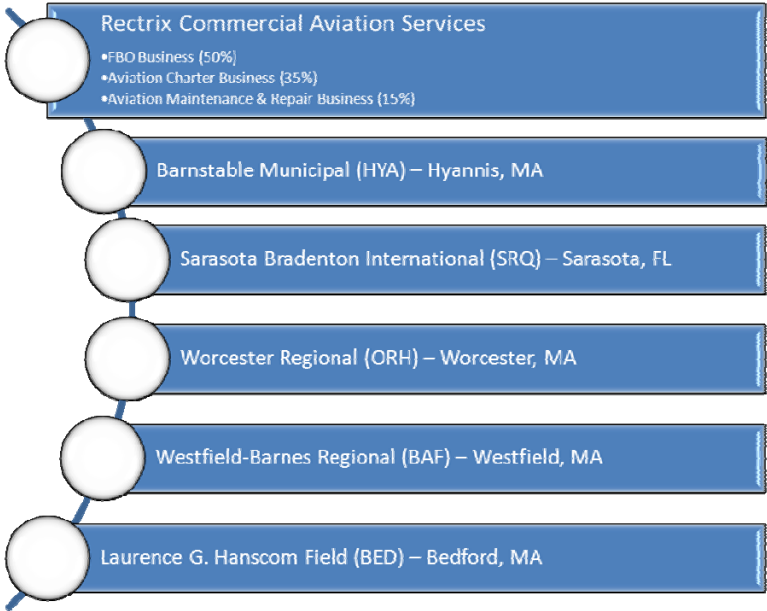 Rectrix Commercial Aviation Services
•FBO Business (50%)
•Aviation Charter Business (35%)
•Aviation Maintenance & Repair Business (15%)
Barnstable Municipal (HYA) – Hyannis, MA
Sarasota Bradenton International (SRQ) – Sarasota, FL
Worcester Regional (ORH) – Worcester, MA
Westfield-Barnes Regional (BAF) – Westfield, MA
Laurence G. Hanscom Field (BED) – Bedford, MA